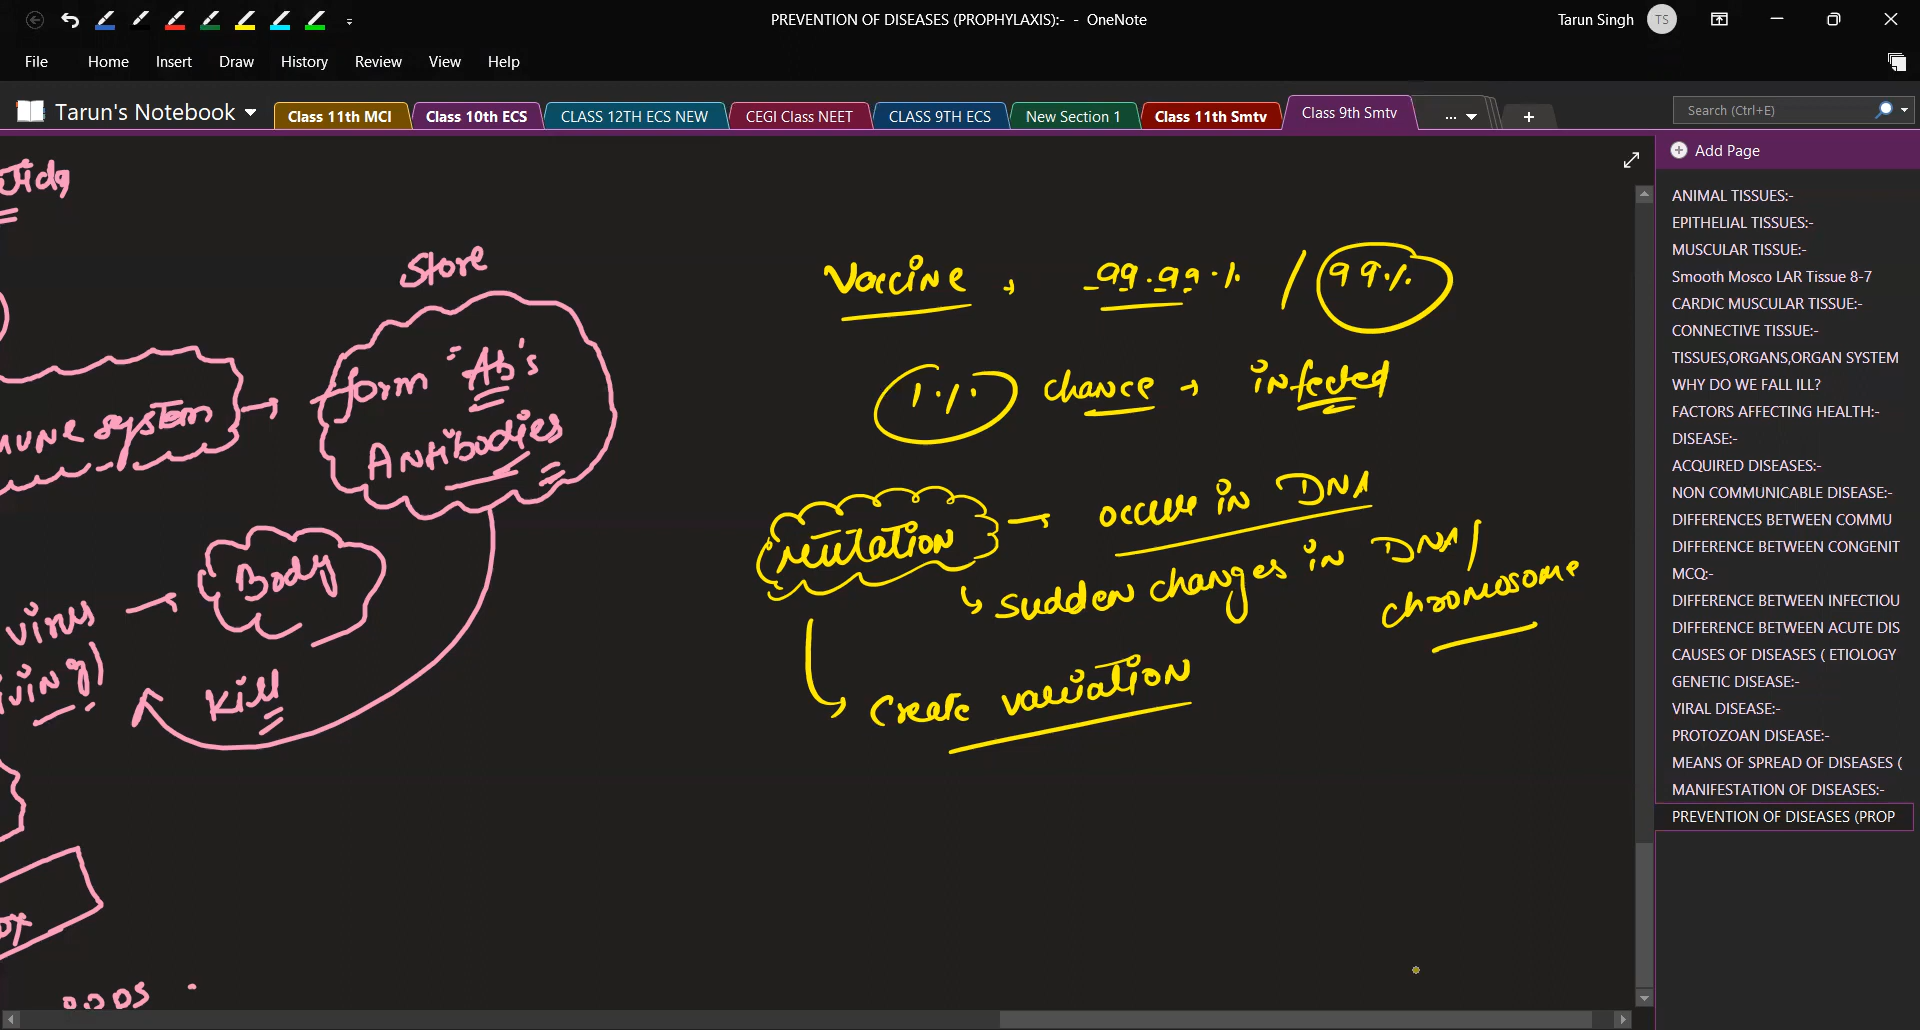 PREVENTION OF DISEASES (PROPHYLAXIS):- - OneNote
Tarun Singh
TS
File Home Insert Draw History Review View Help
Tarun's Notebook
Class 11th MCI
Class 10th ECS
CLASS 12TH ECS NEW
CEGI Class NEET
CLASS 9TH ECS
New Section 1
Class 11th Smtv
Class 9th Smtv
...
+
Search (Ctrl+E)
Store
form "Ab's
Antibodies
system
virus → Body
Kill
Vaccine → 99.99% / 99%
1% chance → infected
Mutation → occur in DNA
↳ sudden changes in DNA/
chromosome
↳ create variation
Add Page
ANIMAL TISSUES:-
EPITHELIAL TISSUES:-
MUSCULAR TISSUE:-
Smooth Mosco LAR Tissue 8-7
CARDIC MUSCULAR TISSUE:-
CONNECTIVE TISSUE:-
TISSUES,ORGANS,ORGAN SYSTEM
WHY DO WE FALL ILL?
FACTORS AFFECTING HEALTH:-
DISEASE:-
ACQUIRED DISEASES:-
NON COMMUNICABLE DISEASE:-
DIFFERENCES BETWEEN COMMU
DIFFERENCE BETWEEN CONGENIT
MCQ:-
DIFFERENCE BETWEEN INFECTIOU
DIFFERENCE BETWEEN ACUTE DIS
CAUSES OF DISEASES ( ETIOLOGY
GENETIC DISEASE:-
VIRAL DISEASE:-
PROTOZOAN DISEASE:-
MEANS OF SPREAD OF DISEASES (
MANIFESTATION OF DISEASES:-
PREVENTION OF DISEASES (PROP